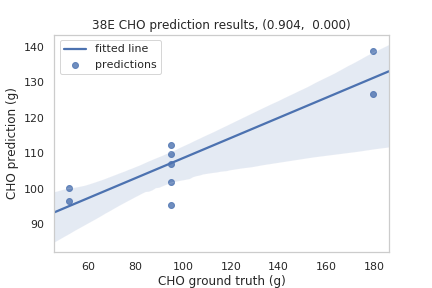 38E CHO prediction results, (0.904,  0.000)
fitted line
predictions
CHO prediction (g)
140
130
120
110
100
90
60 80 100 120 140 160 180
CHO ground truth (g)